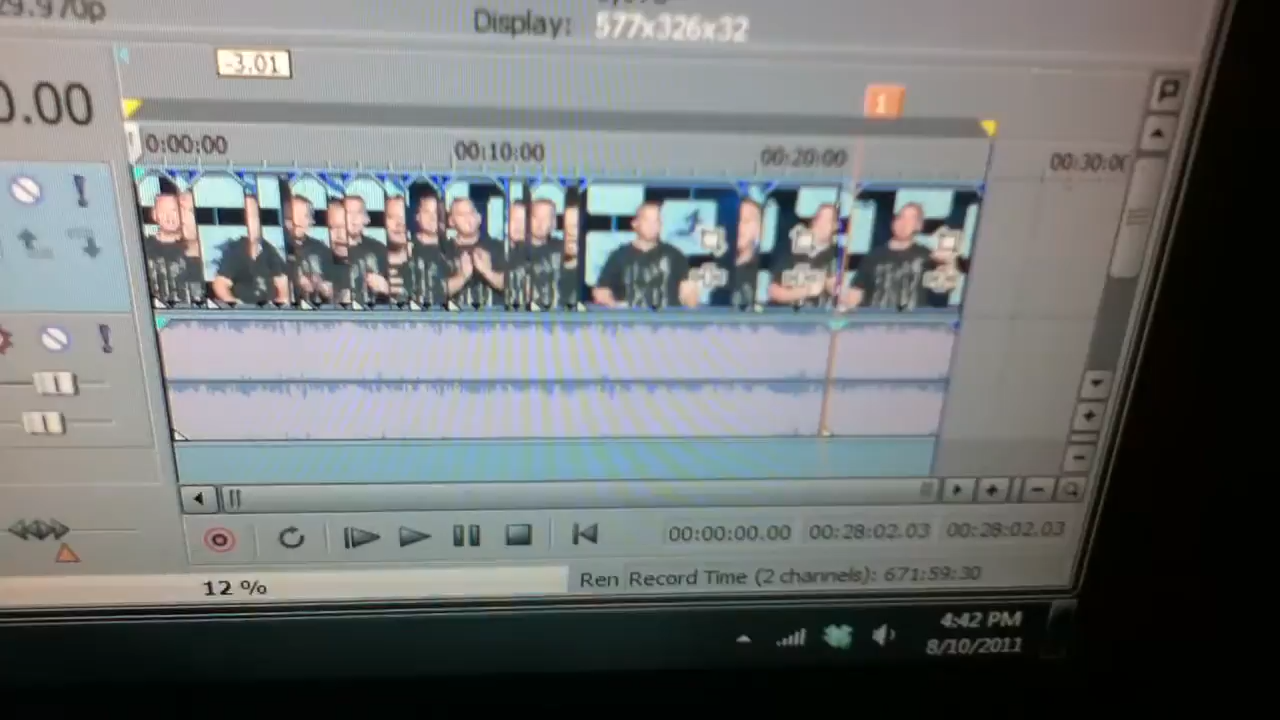 29.970p
Display: 577x326x32
-3.01
0.00
1
0:00:00 00:10:00 00:20:00 00:30:00
00:00:00.00 00:28:02.03 00:28:02.03
12 %
Ren Record Time (2 channels): 671:59:30
4:42 PM
8/10/2011